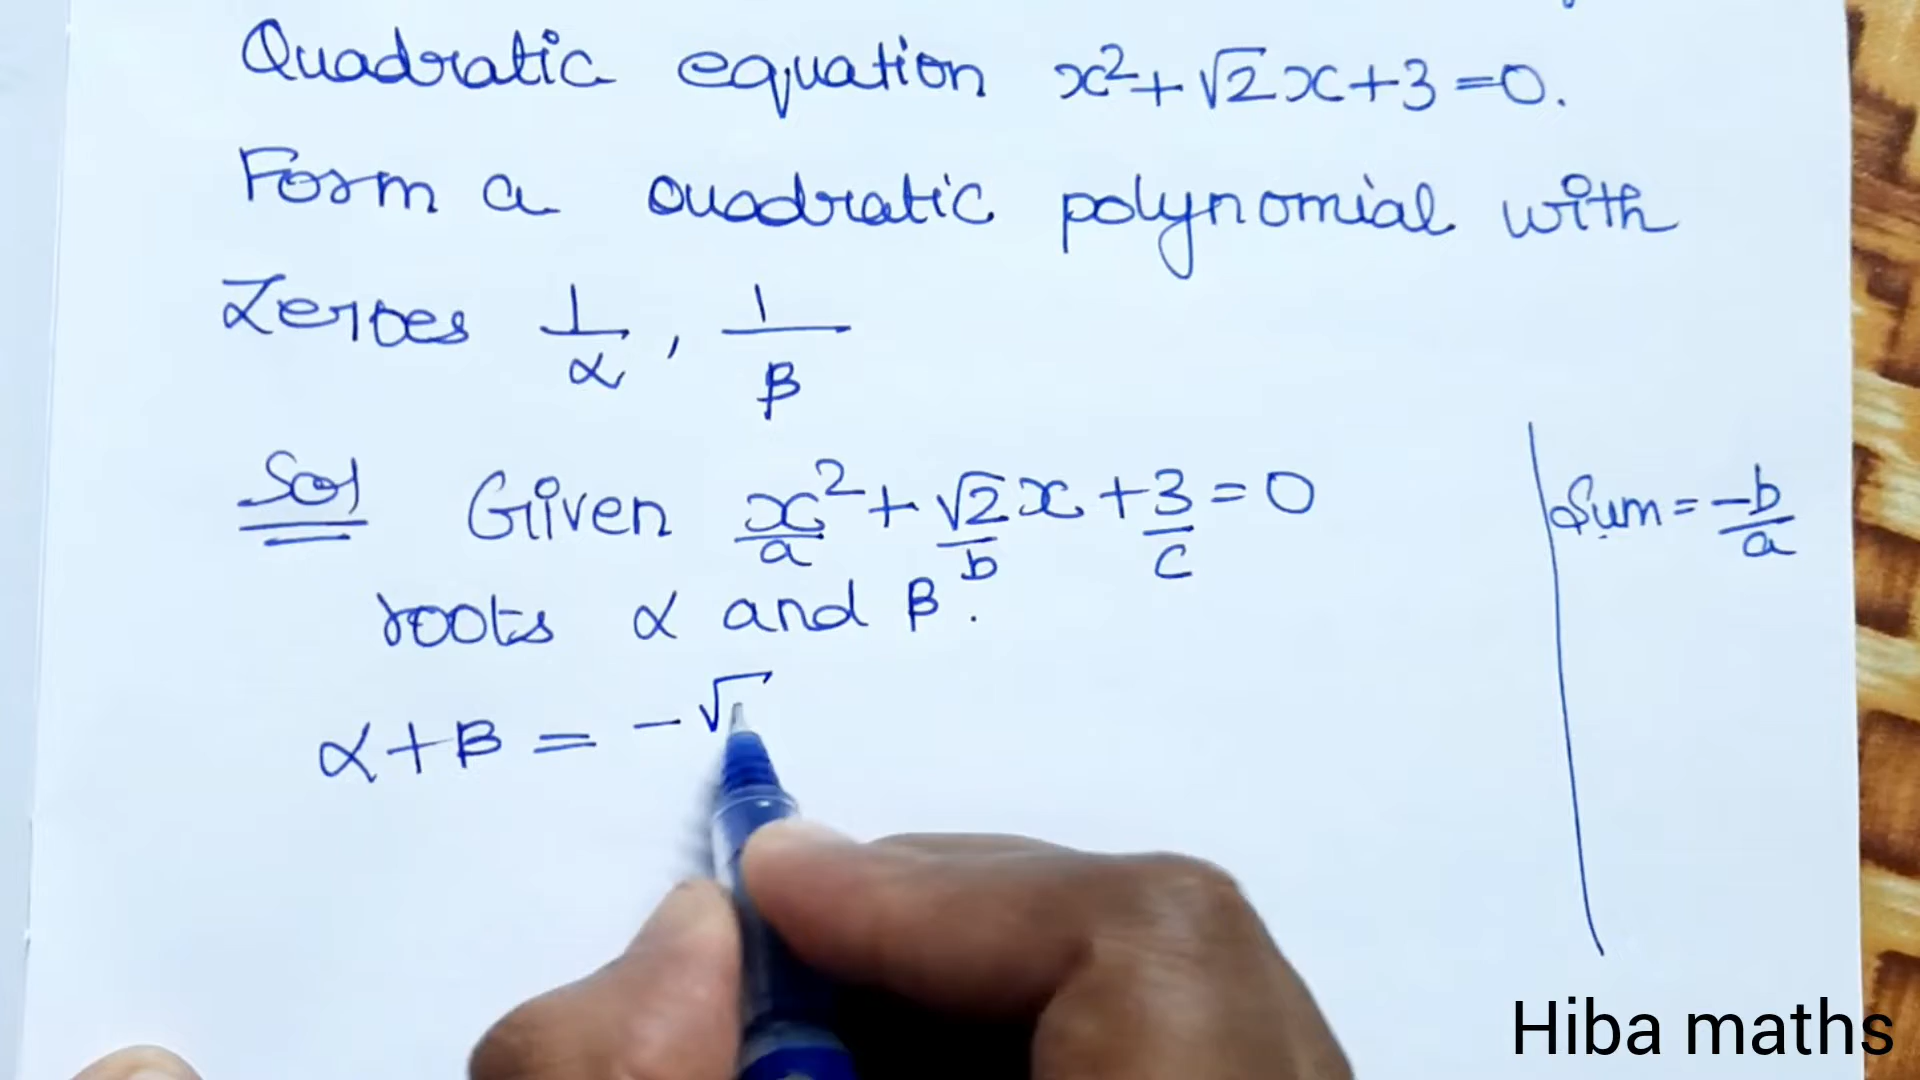 Quadratic equation x²+√2x+3=0.
Form a quadratic polynomial with
Zeroes 1/α, 1/β
Sol Given x²+√2x+3=0
a b c
roots α and β.
α+β = -√
Sum = -b/a
Hiba maths